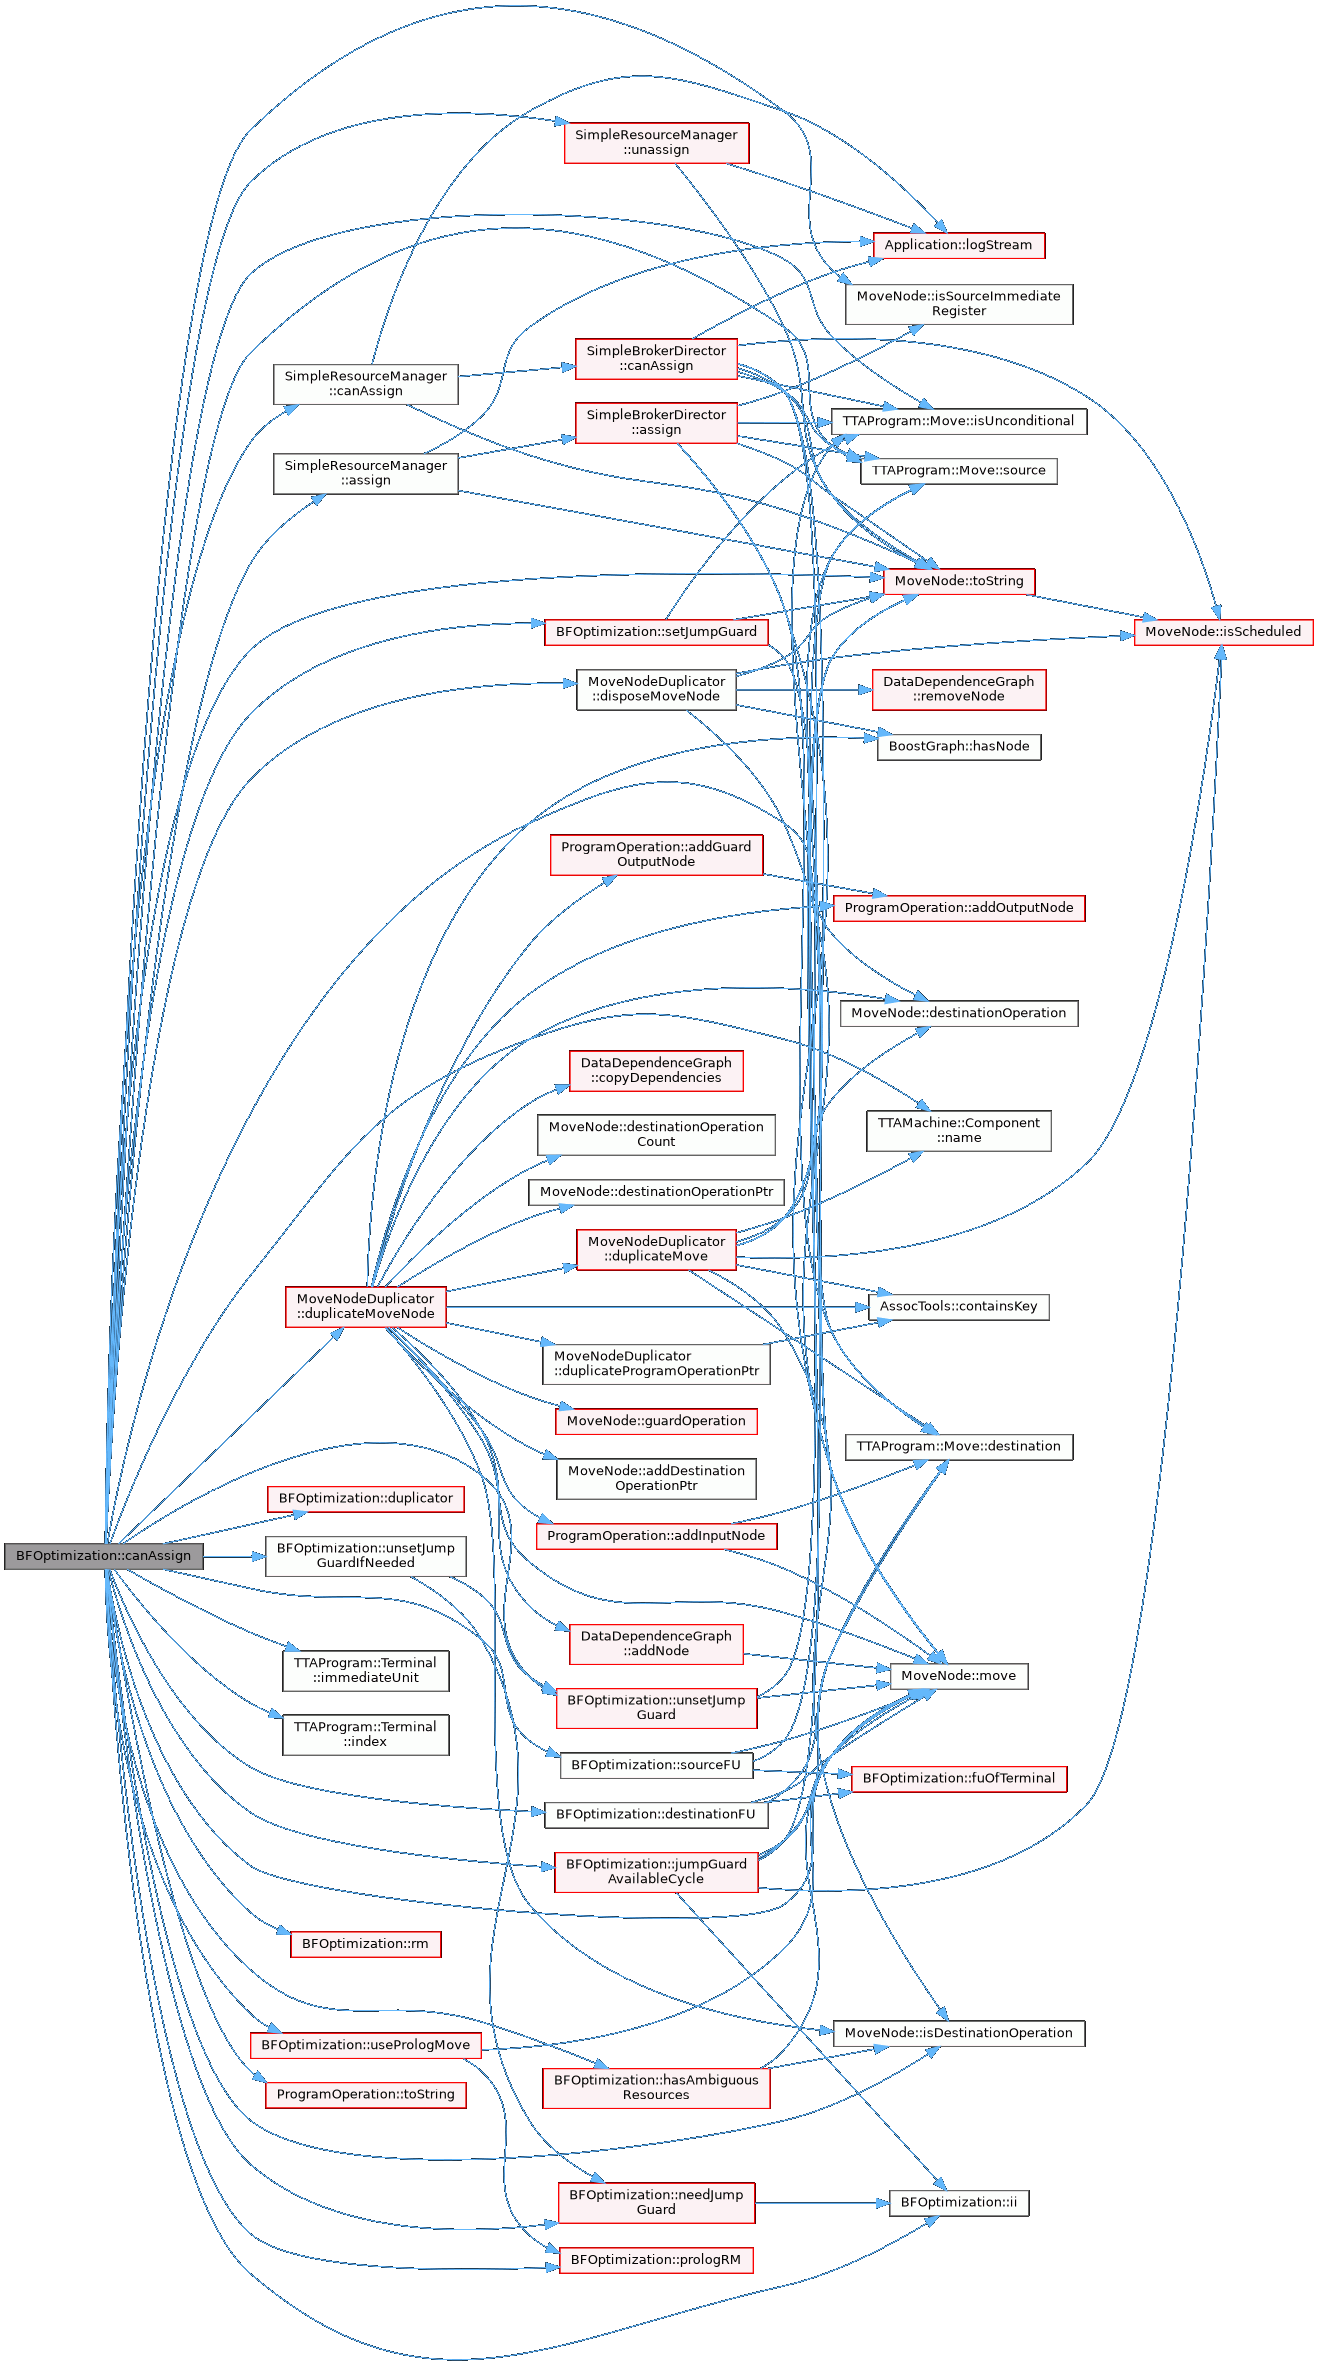 SimpleResourceManager
::unassign
Application::logStream
MoveNode::isSourceImmediate
Register
SimpleBrokerDirector
::canAssign
SimpleResourceManager
::canAssign
SimpleBrokerDirector
::assign
TTAProgram::Move::isUnconditional
SimpleResourceManager
::assign
TTAProgram::Move::source
MoveNode::toString
BFOptimization::setJumpGuard
MoveNode::isScheduled
MoveNodeDuplicator
::disposeMoveNode
DataDependenceGraph
::removeNode
BoostGraph::hasNode
ProgramOperation::addGuard
OutputNode
ProgramOperation::addOutputNode
MoveNode::destinationOperation
DataDependenceGraph
::copyDependencies
MoveNode::destinationOperation
Count
TTAMachine::Component
::name
MoveNode::destinationOperationPtr
MoveNodeDuplicator
::duplicateMove
MoveNodeDuplicator
::duplicateMoveNode
AssocTools::containsKey
MoveNodeDuplicator
::duplicateProgramOperationPtr
MoveNode::guardOperation
TTAProgram::Move::destination
MoveNode::addDestination
OperationPtr
BFOptimization::duplicator
ProgramOperation::addInputNode
BFOptimization::canAssign
BFOptimization::unsetJump
GuardIfNeeded
DataDependenceGraph
::addNode
TTAProgram::Terminal
::immediateUnit
MoveNode::move
BFOptimization::unsetJump
Guard
TTAProgram::Terminal
::index
BFOptimization::sourceFU
BFOptimization::fuOfTerminal
BFOptimization::destinationFU
BFOptimization::jumpGuard
AvailableCycle
BFOptimization::rm
MoveNode::isDestinationOperation
BFOptimization::usePrologMove
BFOptimization::hasAmbiguous
Resources
ProgramOperation::toString
BFOptimization::needJump
Guard
BFOptimization::ii
BFOptimization::prologRM